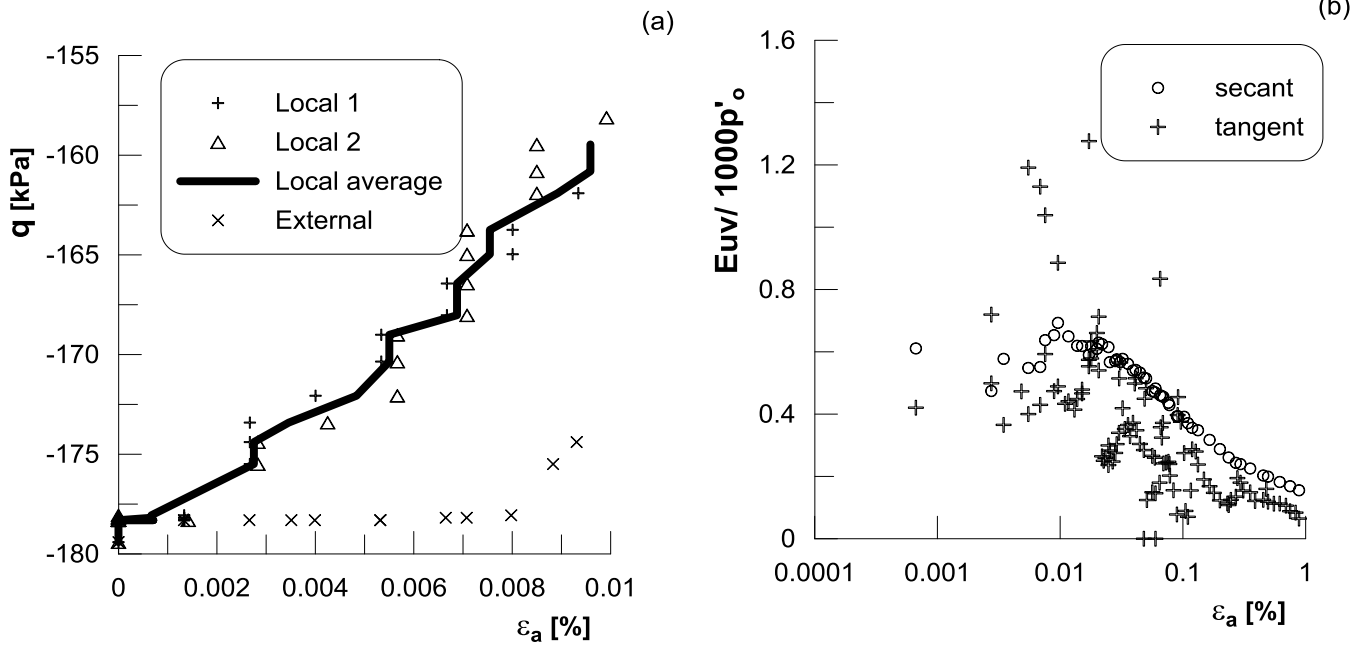 (a)
-155
-160
-165
-170
-175
-180
q [kPa]
Local 1
Local 2
Local average
External
0
0.002
0.004
0.006
0.008
0.01
εa [%]
(b)
1.6
1.2
0.8
0.4
0
Euv/ 1000p'o
secant
tangent
0.0001
0.001
0.01
0.1
1
εa [%]